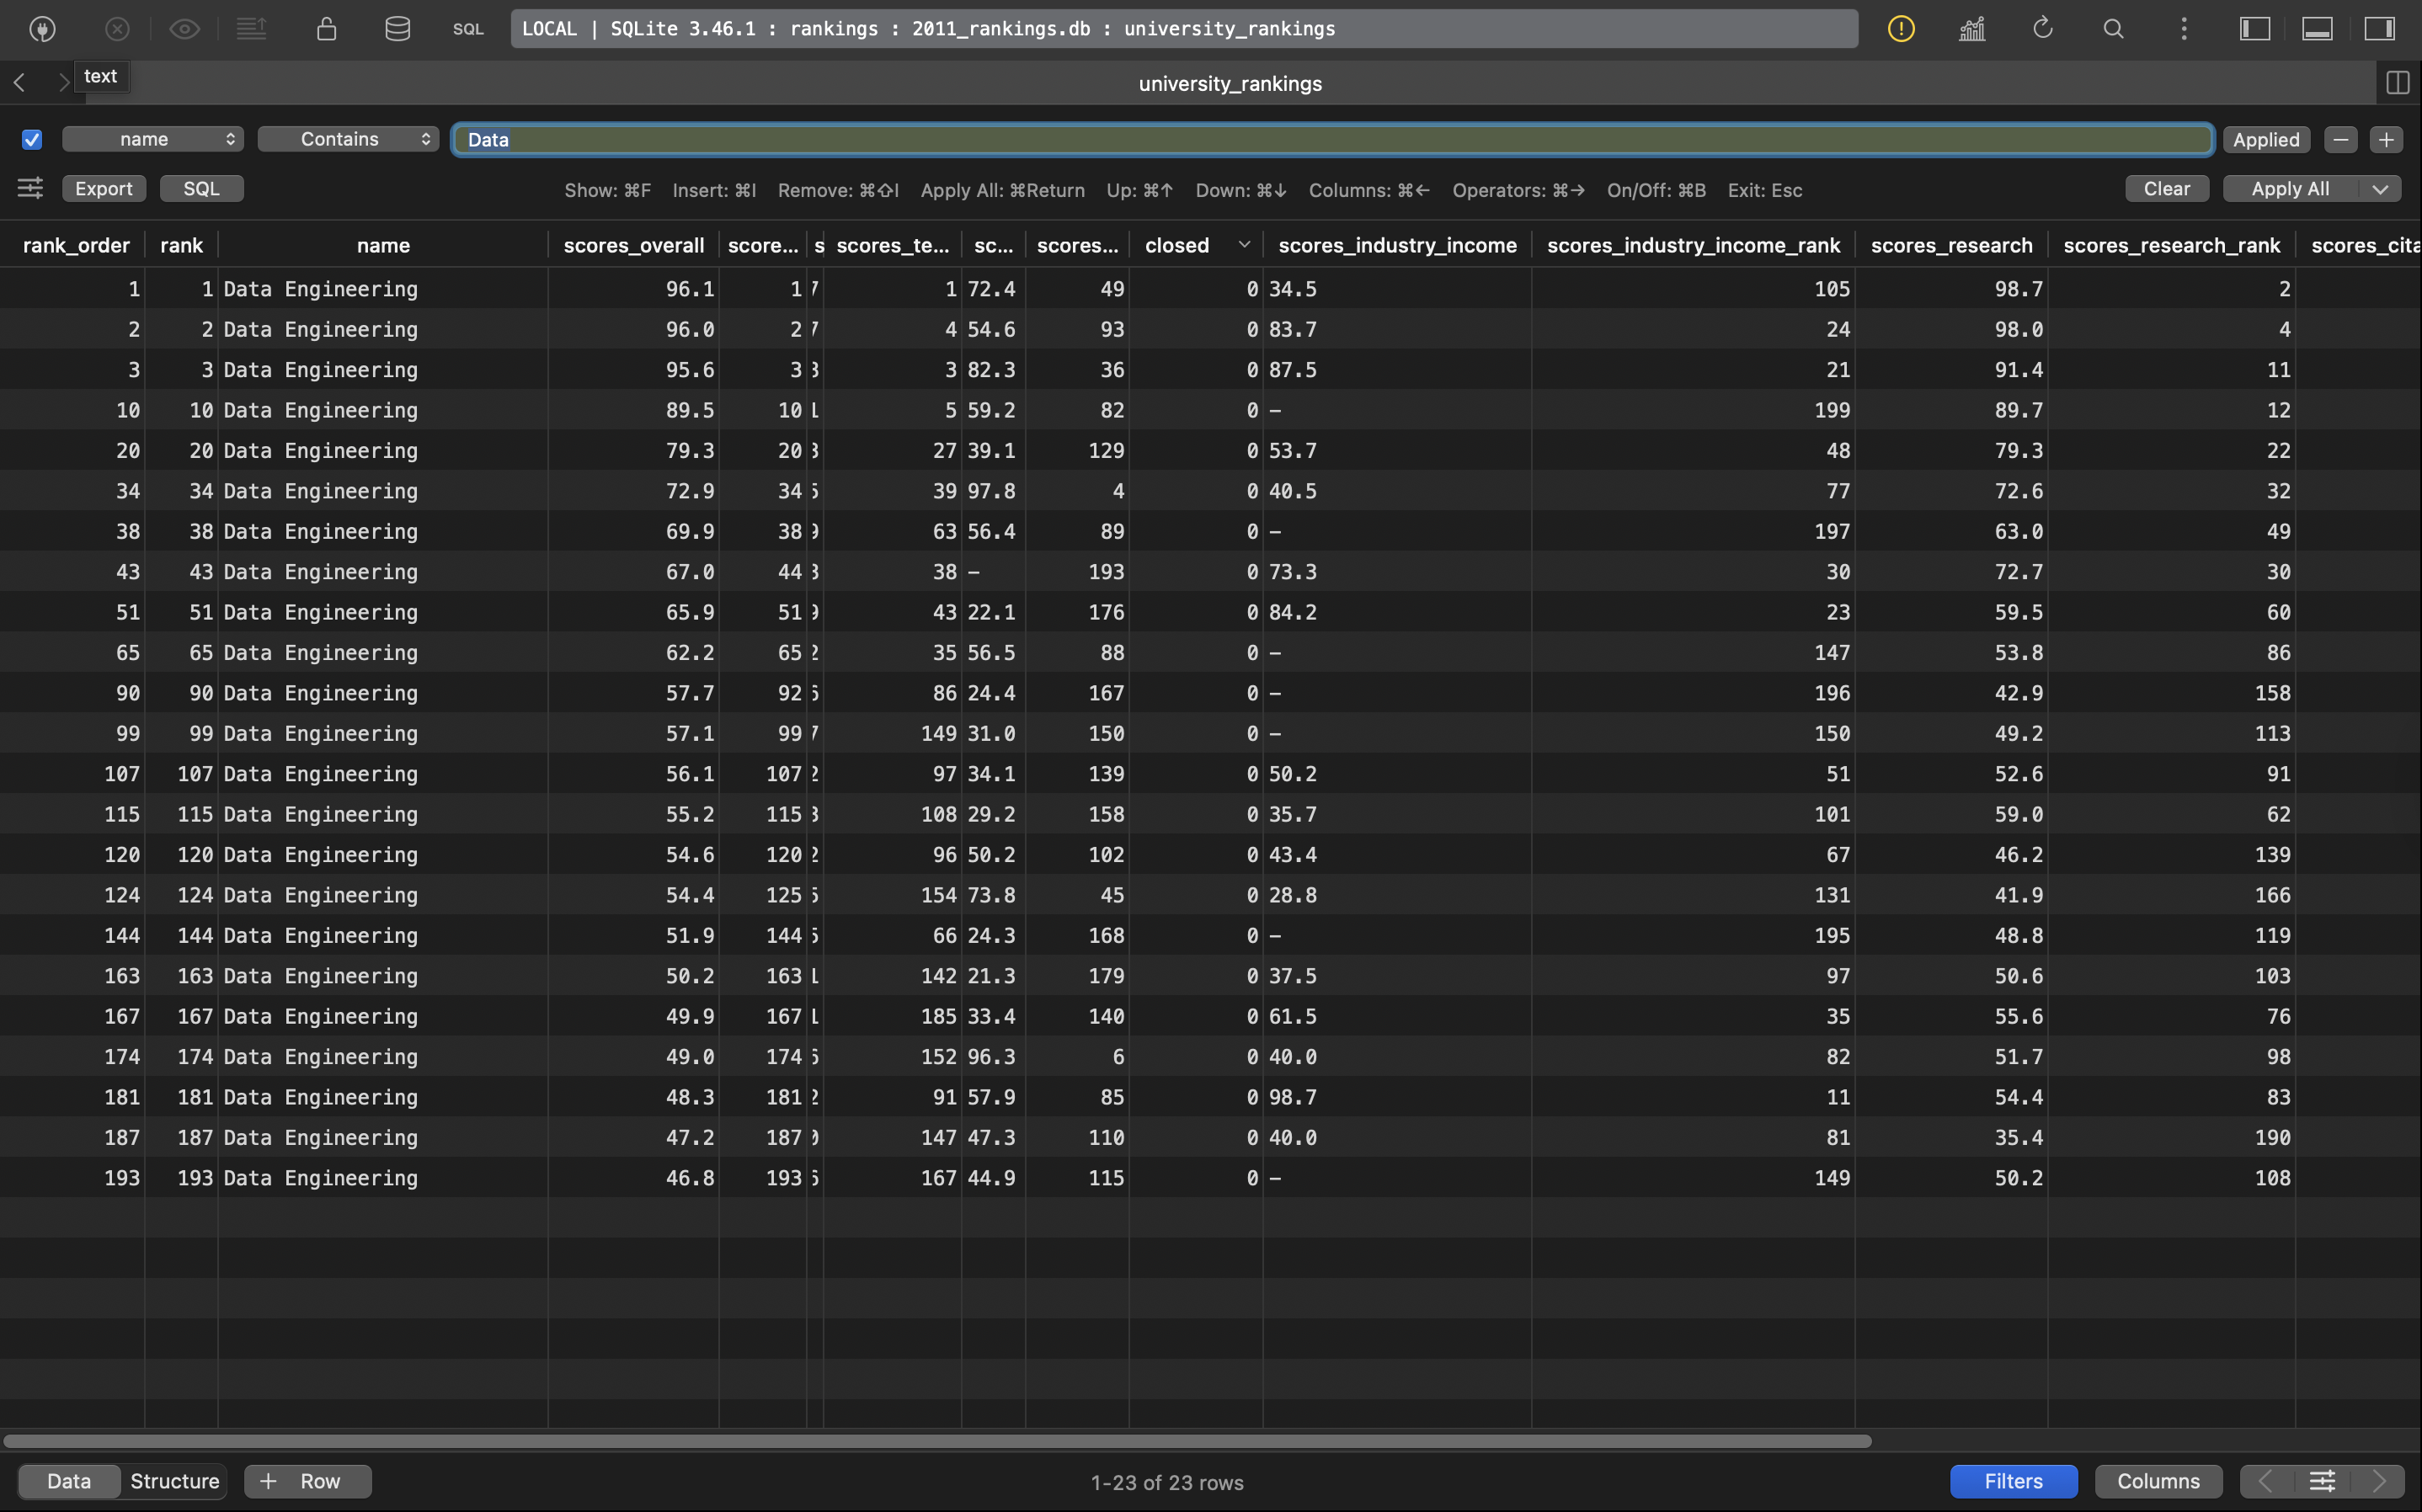 SQL LOCAL | SQLite 3.46.1 : rankings : 2011_rankings.db : university_rankings
text
university_rankings
name Contains Data Applied
Export SQL Show: ⌘F Insert: ⌘I Remove: ⌘⇧I Apply All: ⌘Return Up: ⌘↑ Down: ⌘↓ Columns: ⌘← Operators: ⌘→ On/Off: ⌘B Exit: Esc Clear Apply All
rank_order rank name scores_overall score... s scores_te... sc... scores... closed scores_industry_income scores_industry_income_rank scores_research scores_research_rank scores_cita
1 1 Data Engineering 96.1 1 1 72.4 49 0 34.5 105 98.7 2
2 2 Data Engineering 96.0 2 4 54.6 93 0 83.7 24 98.0 4
3 3 Data Engineering 95.6 3 3 82.3 36 0 87.5 21 91.4 11
10 10 Data Engineering 89.5 10 5 59.2 82 0 – 199 89.7 12
20 20 Data Engineering 79.3 20 27 39.1 129 0 53.7 48 79.3 22
34 34 Data Engineering 72.9 34 39 97.8 4 0 40.5 77 72.6 32
38 38 Data Engineering 69.9 38 63 56.4 89 0 – 197 63.0 49
43 43 Data Engineering 67.0 44 38 – 193 0 73.3 30 72.7 30
51 51 Data Engineering 65.9 51 43 22.1 176 0 84.2 23 59.5 60
65 65 Data Engineering 62.2 65 35 56.5 88 0 – 147 53.8 86
90 90 Data Engineering 57.7 92 86 24.4 167 0 – 196 42.9 158
99 99 Data Engineering 57.1 99 149 31.0 150 0 – 150 49.2 113
107 107 Data Engineering 56.1 107 97 34.1 139 0 50.2 51 52.6 91
115 115 Data Engineering 55.2 115 108 29.2 158 0 35.7 101 59.0 62
120 120 Data Engineering 54.6 120 96 50.2 102 0 43.4 67 46.2 139
124 124 Data Engineering 54.4 125 154 73.8 45 0 28.8 131 41.9 166
144 144 Data Engineering 51.9 144 66 24.3 168 0 – 195 48.8 119
163 163 Data Engineering 50.2 163 142 21.3 179 0 37.5 97 50.6 103
167 167 Data Engineering 49.9 167 185 33.4 140 0 61.5 35 55.6 76
174 174 Data Engineering 49.0 174 152 96.3 6 0 40.0 82 51.7 98
181 181 Data Engineering 48.3 181 91 57.9 85 0 98.7 11 54.4 83
187 187 Data Engineering 47.2 187 147 47.3 110 0 40.0 81 35.4 190
193 193 Data Engineering 46.8 193 167 44.9 115 0 – 149 50.2 108
Data Structure + Row 1-23 of 23 rows Filters Columns